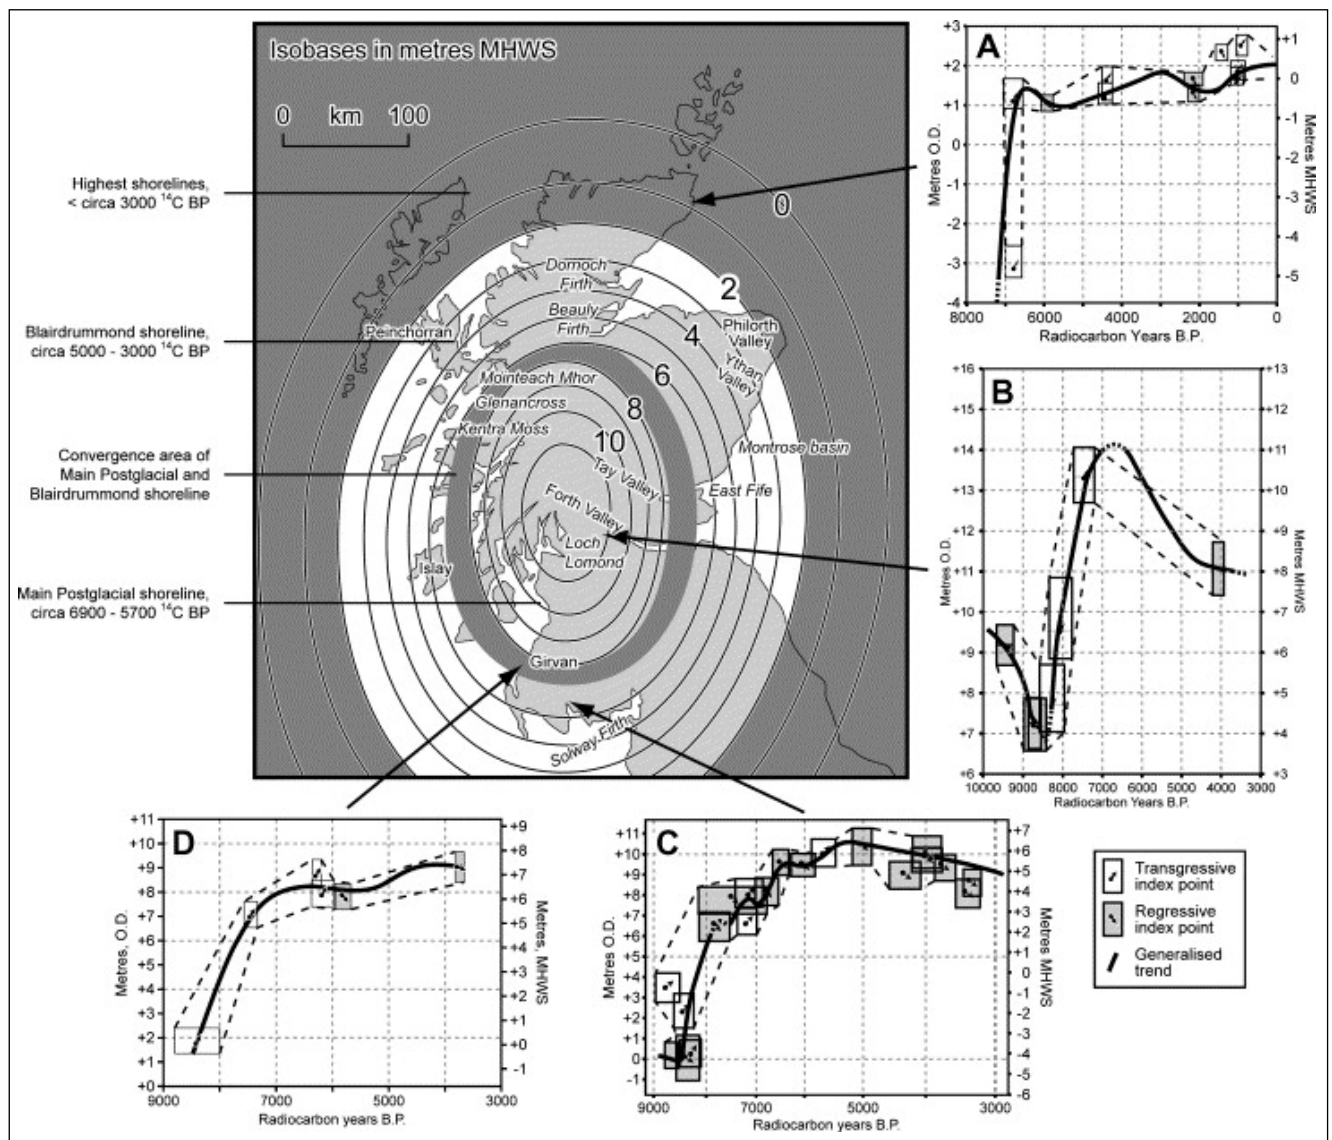 Isobases in metres MHWS
0 km 100
Highest shorelines,
< circa 3000 ¹⁴C BP
Blairdrummond shoreline,
circa 5000 - 3000 ¹⁴C BP
Convergence area of
Main Postglacial and
Blairdrummond shoreline
Main Postglacial shoreline,
circa 6900 - 5700 ¹⁴C BP
0
2
4
6
8
10
Dornoch
Firth
Beauly
Firth
Peinchorran
Philorth
Valley
Ythan
Valley
Mointeach Mhor
Glenancross
Kentra Moss
Montrose basin
Tay Valley
East Fife
Forth Valley
Loch
Lomond
Islay
Girvan
Solway Firth
A
+3
+2
+1
0
-1
-2
-3
-4
Metres O.D.
+1
0
-1
-2
-3
-4
-5
Metres MHWS
8000 6000 4000 2000 0
Radiocarbon Years B.P.
B
+16
+15
+14
+13
+12
+11
+10
+9
+8
+7
+6
Metres O.D.
+13
+12
+11
+10
+9
+8
+7
+6
+5
+4
+3
Metres MHWS
10000 9000 8000 7000 6000 5000 4000 3000
Radiocarbon Years B.P.
D
+11
+10
+9
+8
+7
+6
+5
+4
+3
+2
+1
+0
Metres, O.D.
+9
+8
+7
+6
+5
+4
+3
+2
+1
+0
-1
Metres, MHWS
9000 7000 5000 3000
Radiocarbon years B.P.
C
+11
+10
+9
+8
+7
+6
+5
+4
+3
+2
+1
0
-1
Metres O.D.
+7
+6
+5
+4
+3
+2
+1
0
-1
-2
-3
-4
-5
-6
Metres MHWS
9000 7000 5000 3000
Radiocarbon years B.P.
Transgressive
index point
Regressive
index point
Generalised
trend